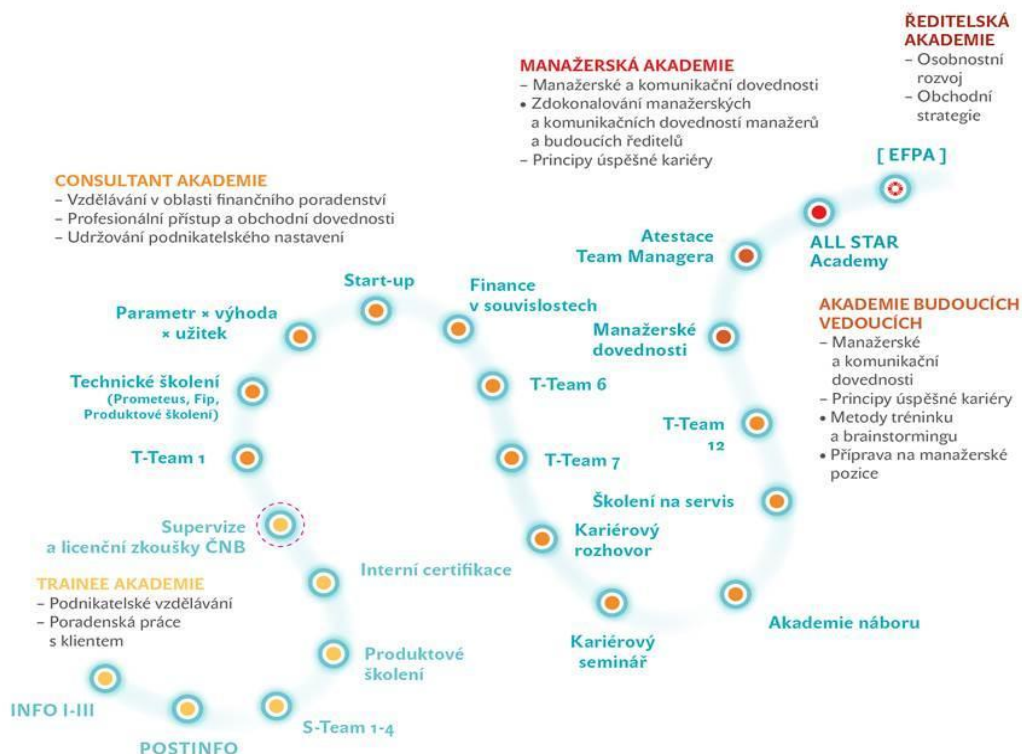 ŘEDITELSKÁ
AKADEMIE
– Osobnostní
rozvoj
– Obchodní
strategie
[ EFPA ]
MANAŽERSKÁ AKADEMIE
– Manažerské a komunikační dovednosti
• Zdokonalování manažerských
a komunikačních dovedností manažerů
a budoucích ředitelů
– Principy úspěšné kariéry
CONSULTANT AKADEMIE
– Vzdělávání v oblasti finančního poradenství
– Profesionální přístup a obchodní dovednosti
– Udržování podnikatelského nastavení
Atestace
Team Managera
ALL STAR
Academy
AKADEMIE BUDOUCÍCH
VEDOUCÍCH
– Manažerské
a komunikační
dovednosti
– Principy úspěšné kariéry
• Metody tréninku
a brainstormingu
• Příprava na manažerské
pozice
Start-up
Finance
v souvislostech
Parametr × výhoda
× užitek
Manažerské
dovednosti
Technické školení
(Prometeus, Fip,
Produktové školení)
T-Team 6
T-Team
12
T-Team 1
T-Team 7
Školení na servis
Supervize
a licenční zkoušky ČNB
Kariérový
rozhovor
Interní certifikace
TRAINEE AKADEMIE
– Podnikatelské vzdělávání
– Poradenská práce
s klientem
Akademie náboru
Kariérový
seminář
Produktové
školení
INFO I-III
S-Team 1-4
POSTINFO